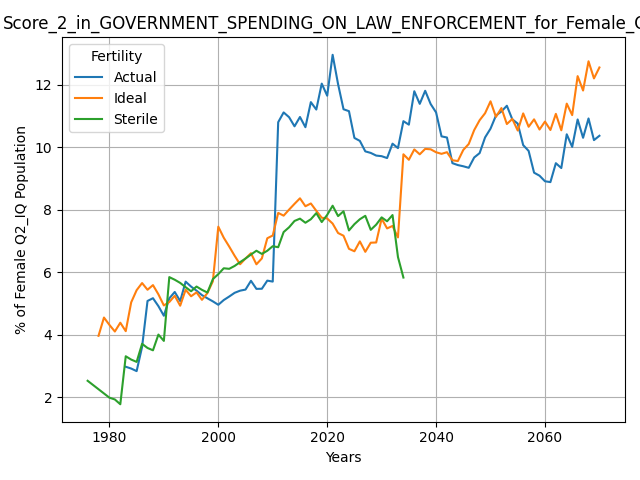 Score_2_in_GOVERNMENT_SPENDING_ON_LAW_ENFORCEMENT_for_Female_
Fertility
Actual
Ideal
Sterile
% of Female Q2_IQ Population
12
10
8
6
4
2
1980 2000 2020 2040 2060
Years